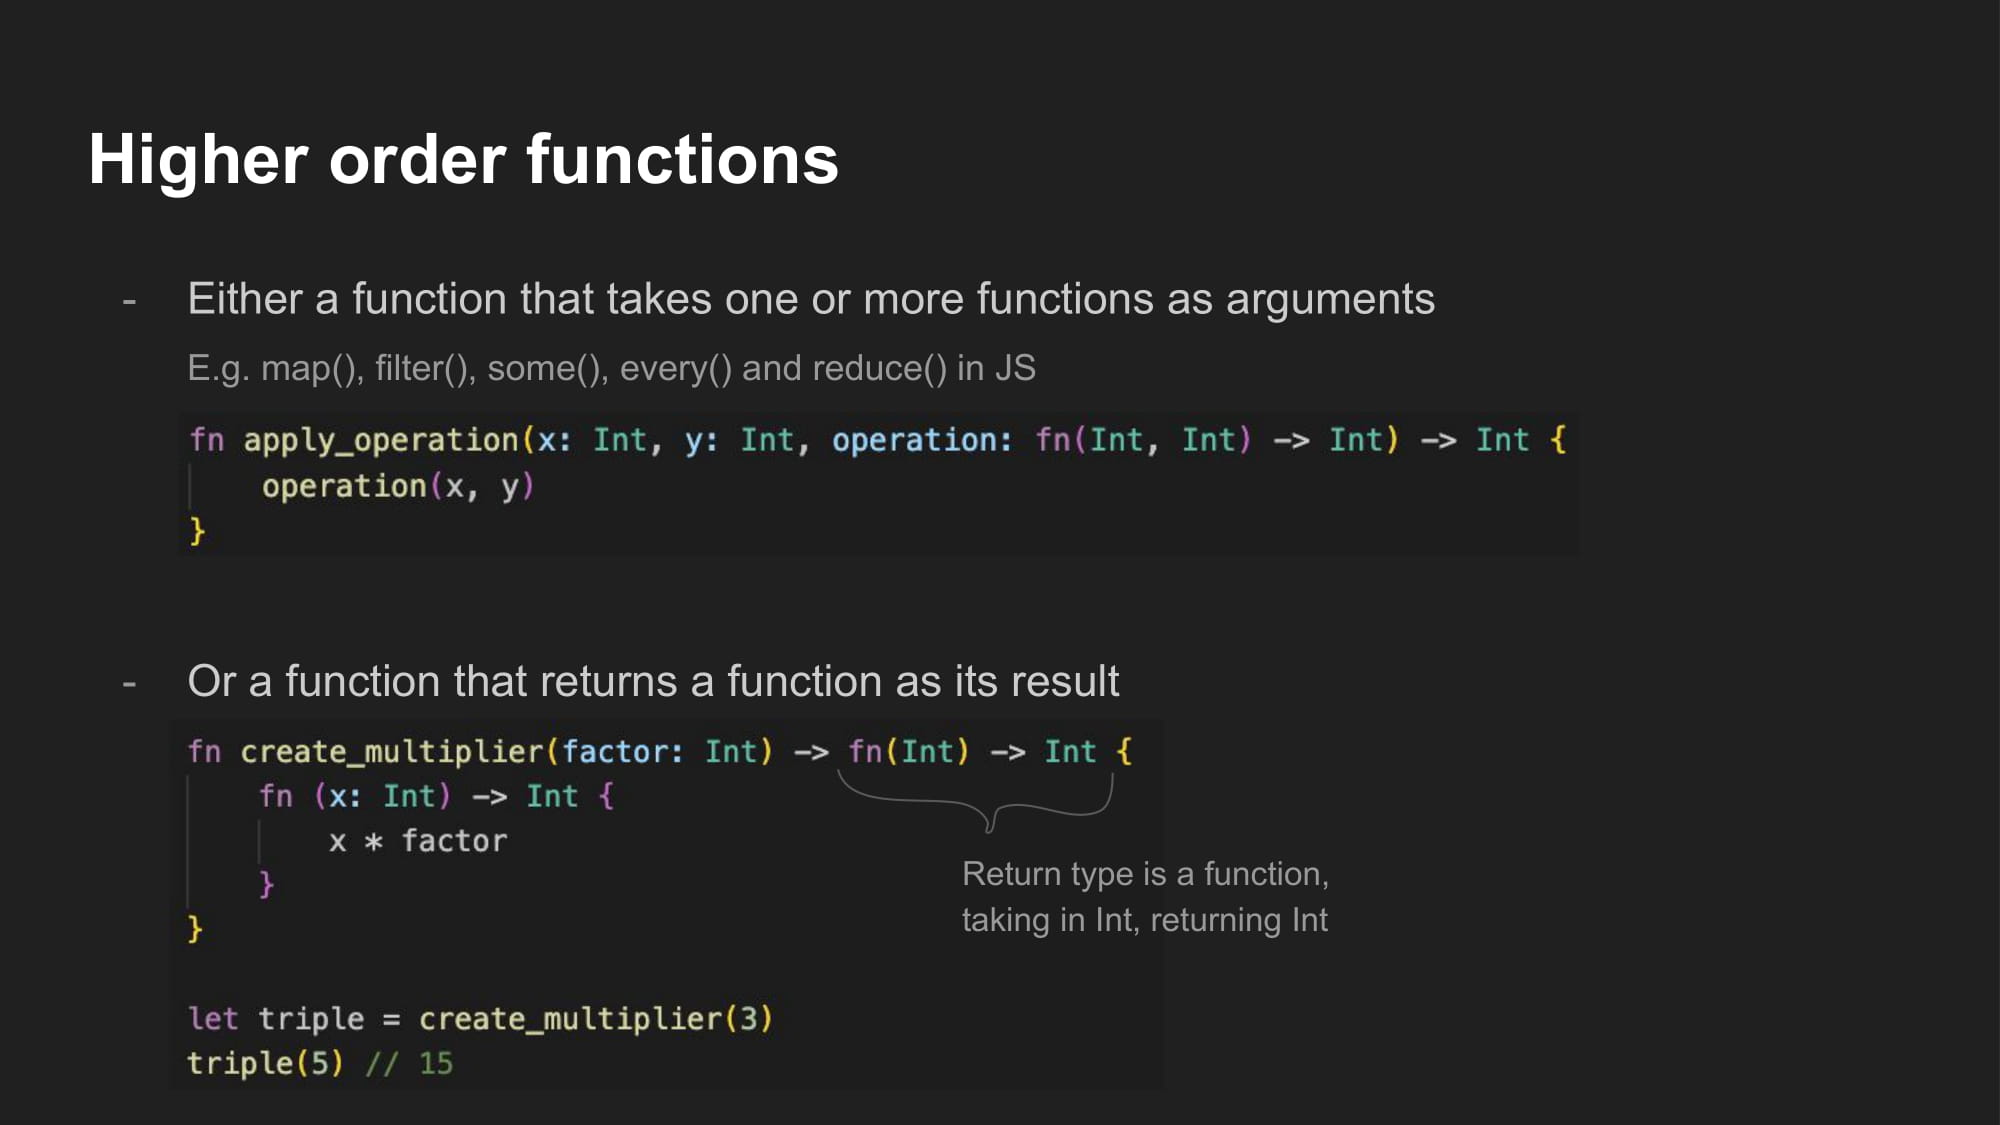 Higher order functions
- Either a function that takes one or more functions as arguments
E.g. map(), filter(), some(), every() and reduce() in JS
fn apply_operation(x: Int, y: Int, operation: fn(Int, Int) -> Int) -> Int {
    operation(x, y)
}
- Or a function that returns a function as its result
fn create_multiplier(factor: Int) -> fn(Int) -> Int {
    fn (x: Int) -> Int {
        x * factor
    }
}
Return type is a function,
taking in Int, returning Int
let triple = create_multiplier(3)
triple(5) // 15